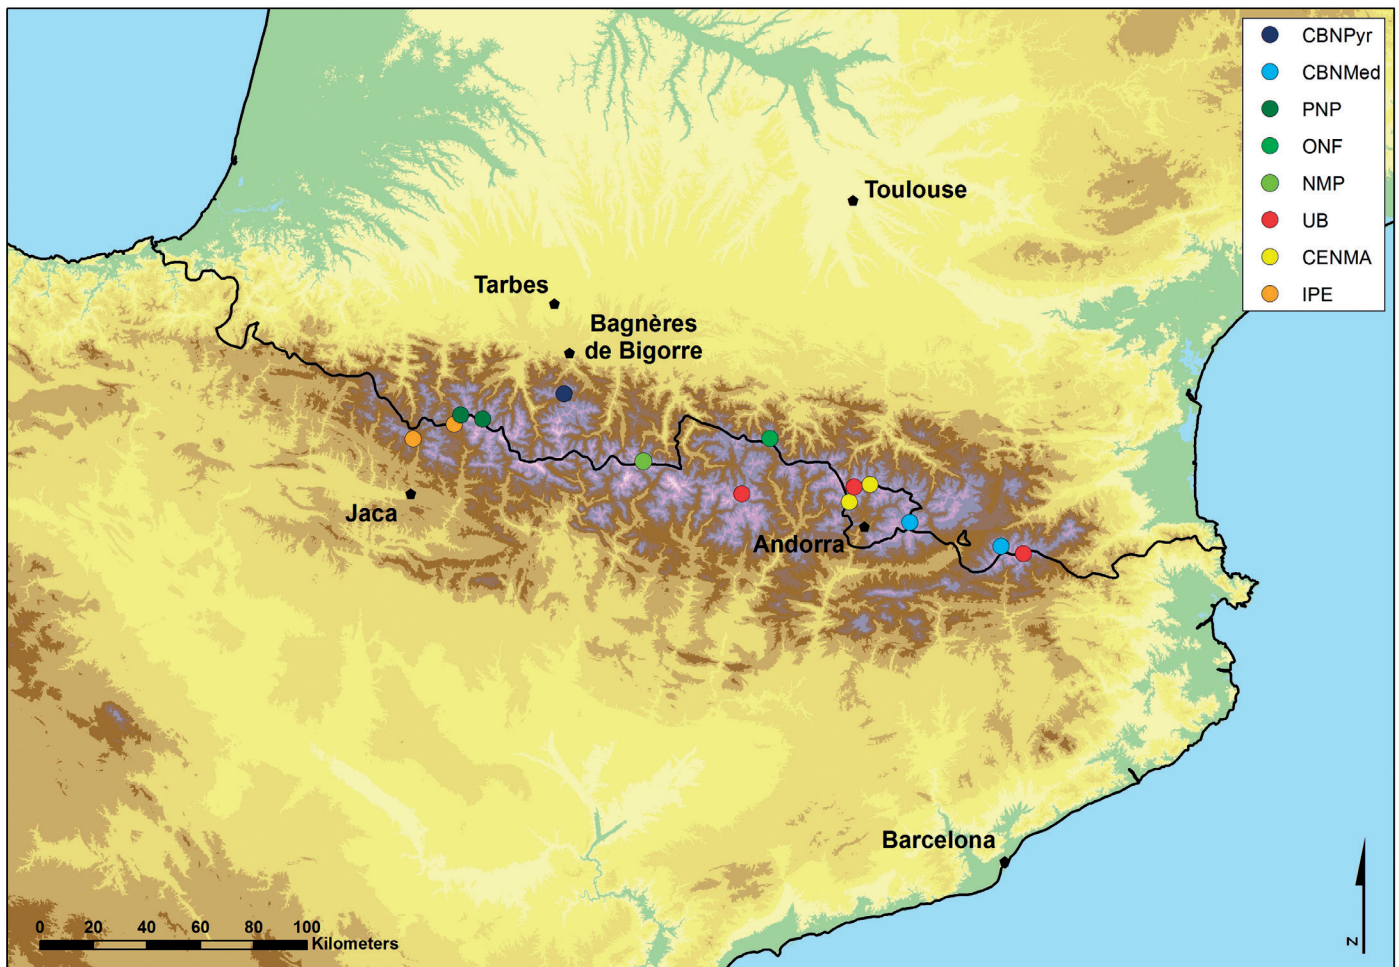 CBNPyr
CBNMed
PNP
ONF
NMP
UB
CENMA
IPE
Toulouse
Tarbes
Bagnères
de Bigorre
Jaca
Andorra
Barcelona
0 20 40 60 80 100
Kilometers
N